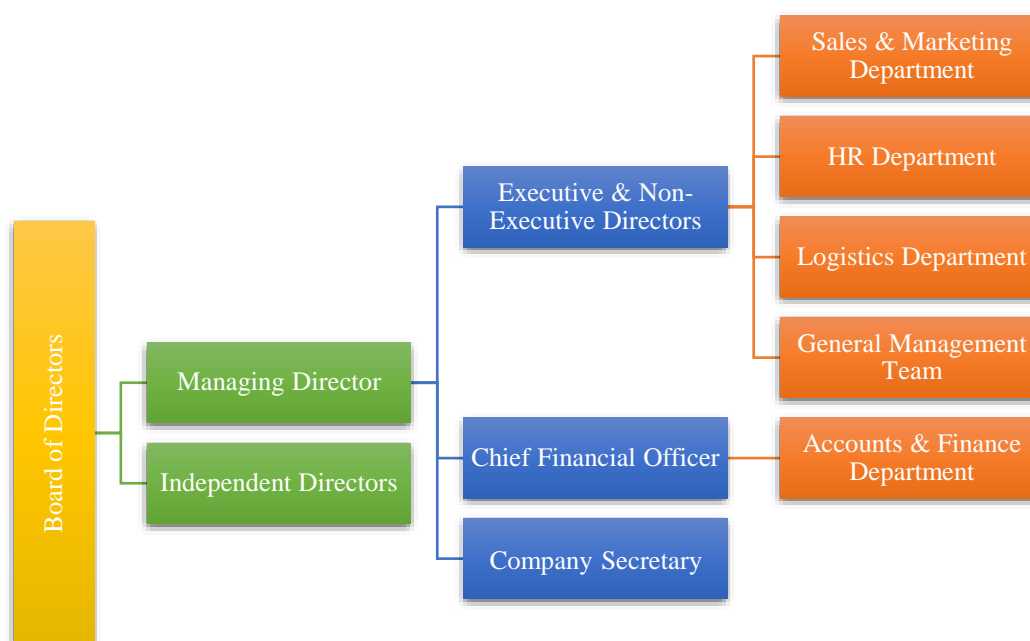 Board of Directors
Managing Director
Independent Directors
Executive & Non-
Executive Directors
Chief Financial Officer
Company Secretary
Sales & Marketing
Department
HR Department
Logistics Department
General Management
Team
Accounts & Finance
Department